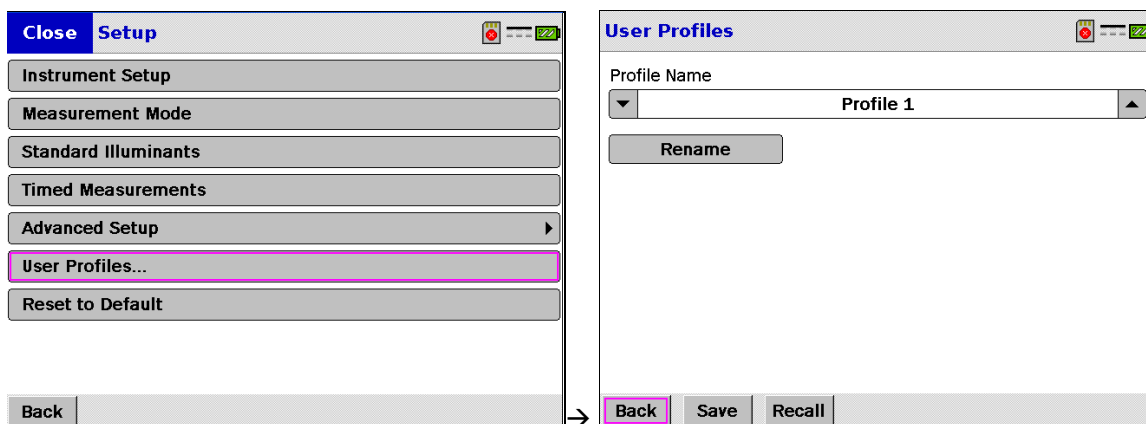 Close Setup
Instrument Setup
Measurement Mode
Standard Illuminants
Timed Measurements
Advanced Setup
User Profiles...
Reset to Default
Back
→
User Profiles
Profile Name
Profile 1
Rename
Back Save Recall